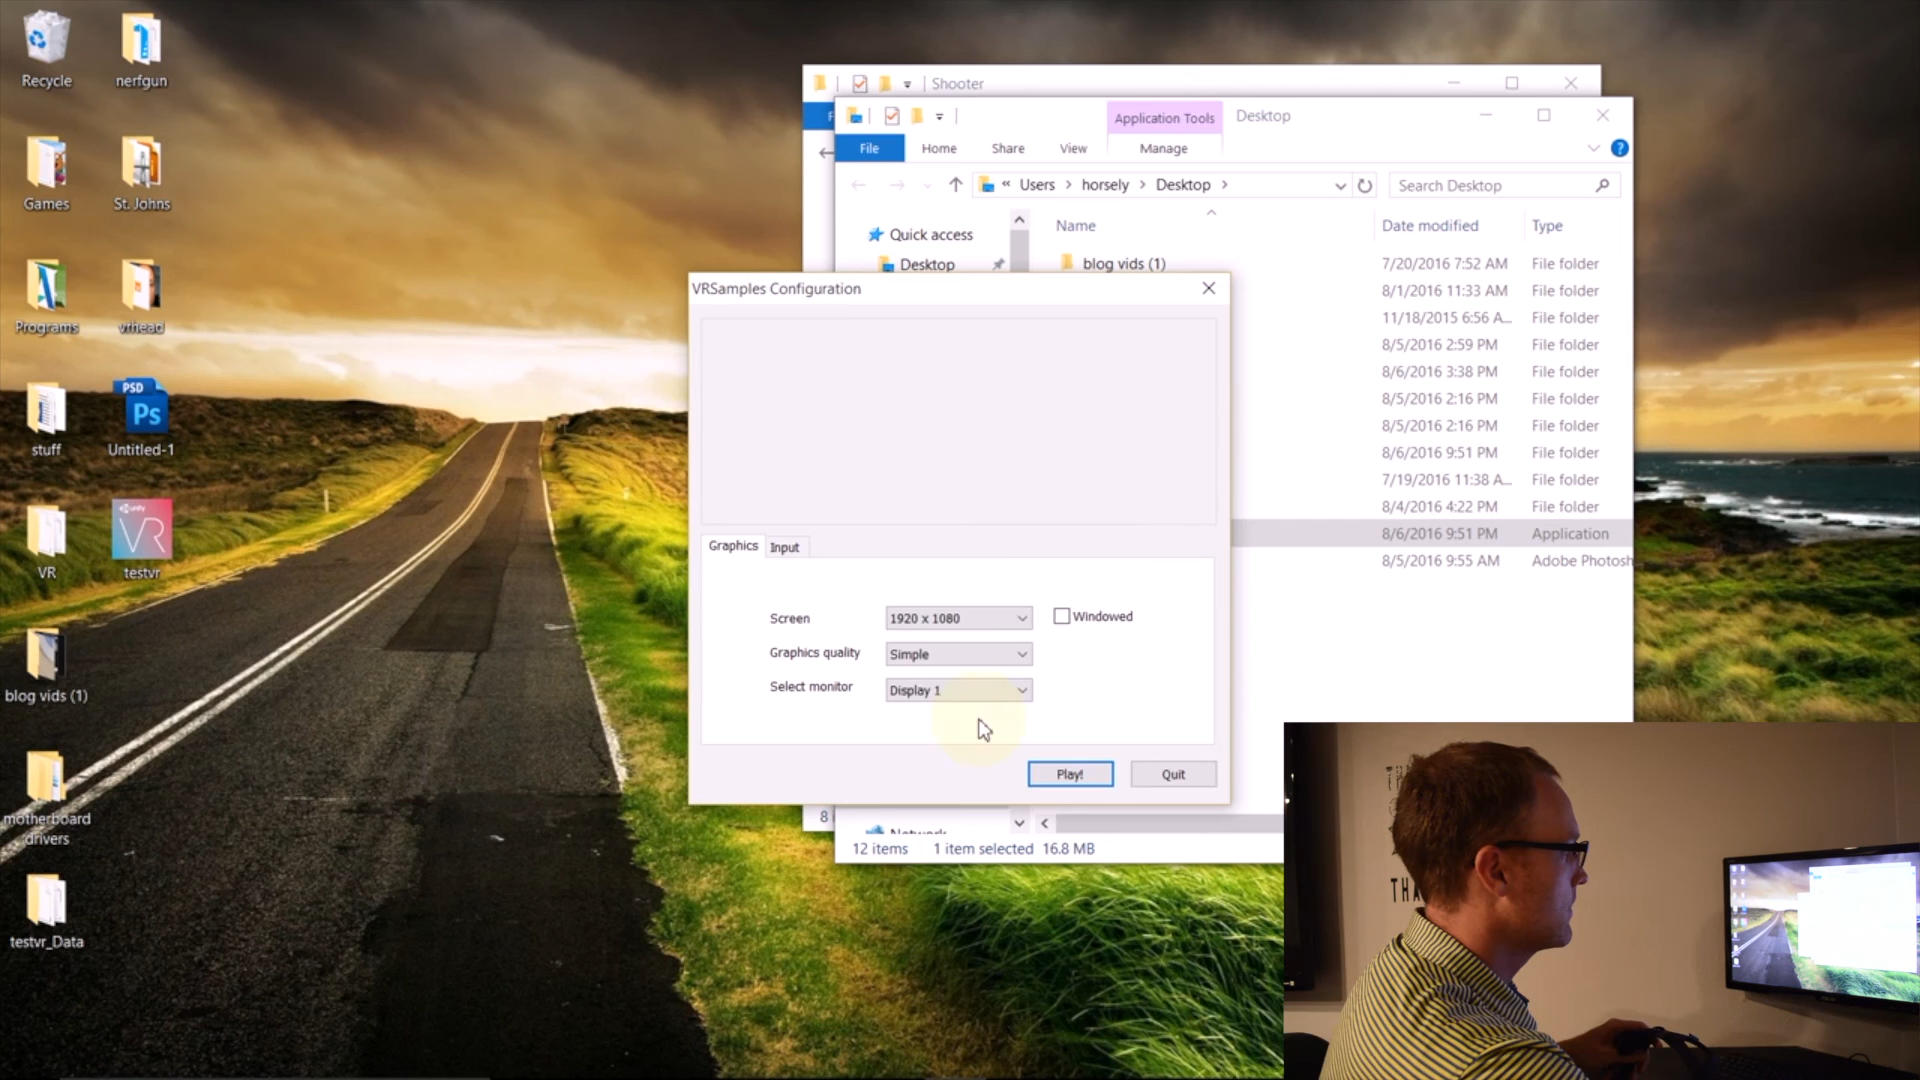 Recycle
nerfgun
Games
St. Johns
Programs
vrhead
stuff
PSD
Ps
Untitled-1
VR
unity
VR
testvr
blog vids (1)
motherboard
drivers
testvr_Data
Shooter
Application Tools
Desktop
File
Home
Share
View
Manage
« Users > horsely > Desktop >
Search Desktop
Quick access
Desktop
Name
Date modified
Type
blog vids (1)
7/20/2016 7:52 AM File folder
8/1/2016 11:33 AM File folder
11/18/2015 6:56 A... File folder
8/5/2016 2:59 PM File folder
8/6/2016 3:38 PM File folder
8/5/2016 2:16 PM File folder
8/5/2016 2:16 PM File folder
8/6/2016 9:51 PM File folder
7/19/2016 11:38 A... File folder
8/4/2016 4:22 PM File folder
8/6/2016 9:51 PM Application
8/5/2016 9:55 AM Adobe Photosh
VRSamples Configuration
Graphics
Input
Screen
1920 x 1080
Windowed
Graphics quality
Simple
Select monitor
Display 1
Play!
Quit
8
Network
12 items
1 item selected 16.8 MB